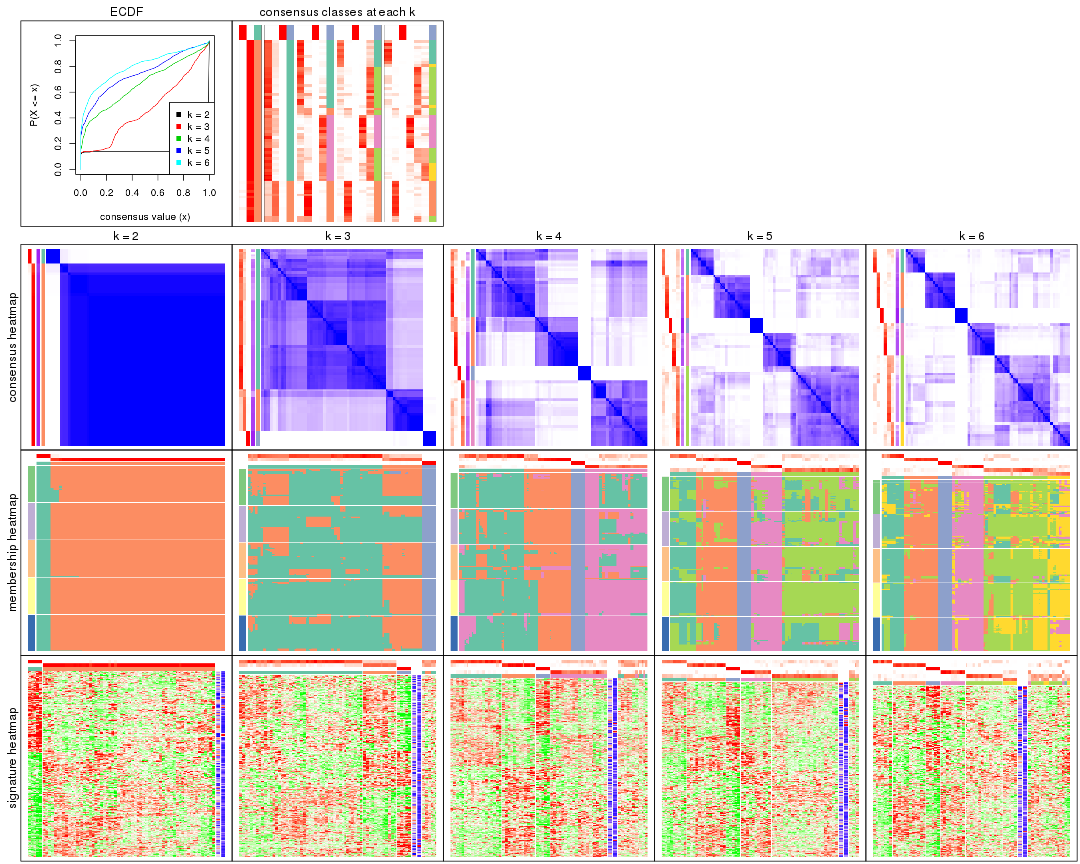 ECDF
consensus classes at each k
P(X <= x)
0.0 0.2 0.4 0.6 0.8 1.0
k = 2
k = 3
k = 4
k = 5
k = 6
0.0 0.2 0.4 0.6 0.8 1.0
consensus value (x)
k = 2
k = 3
k = 4
k = 5
k = 6
consensus heatmap
membership heatmap
signature heatmap